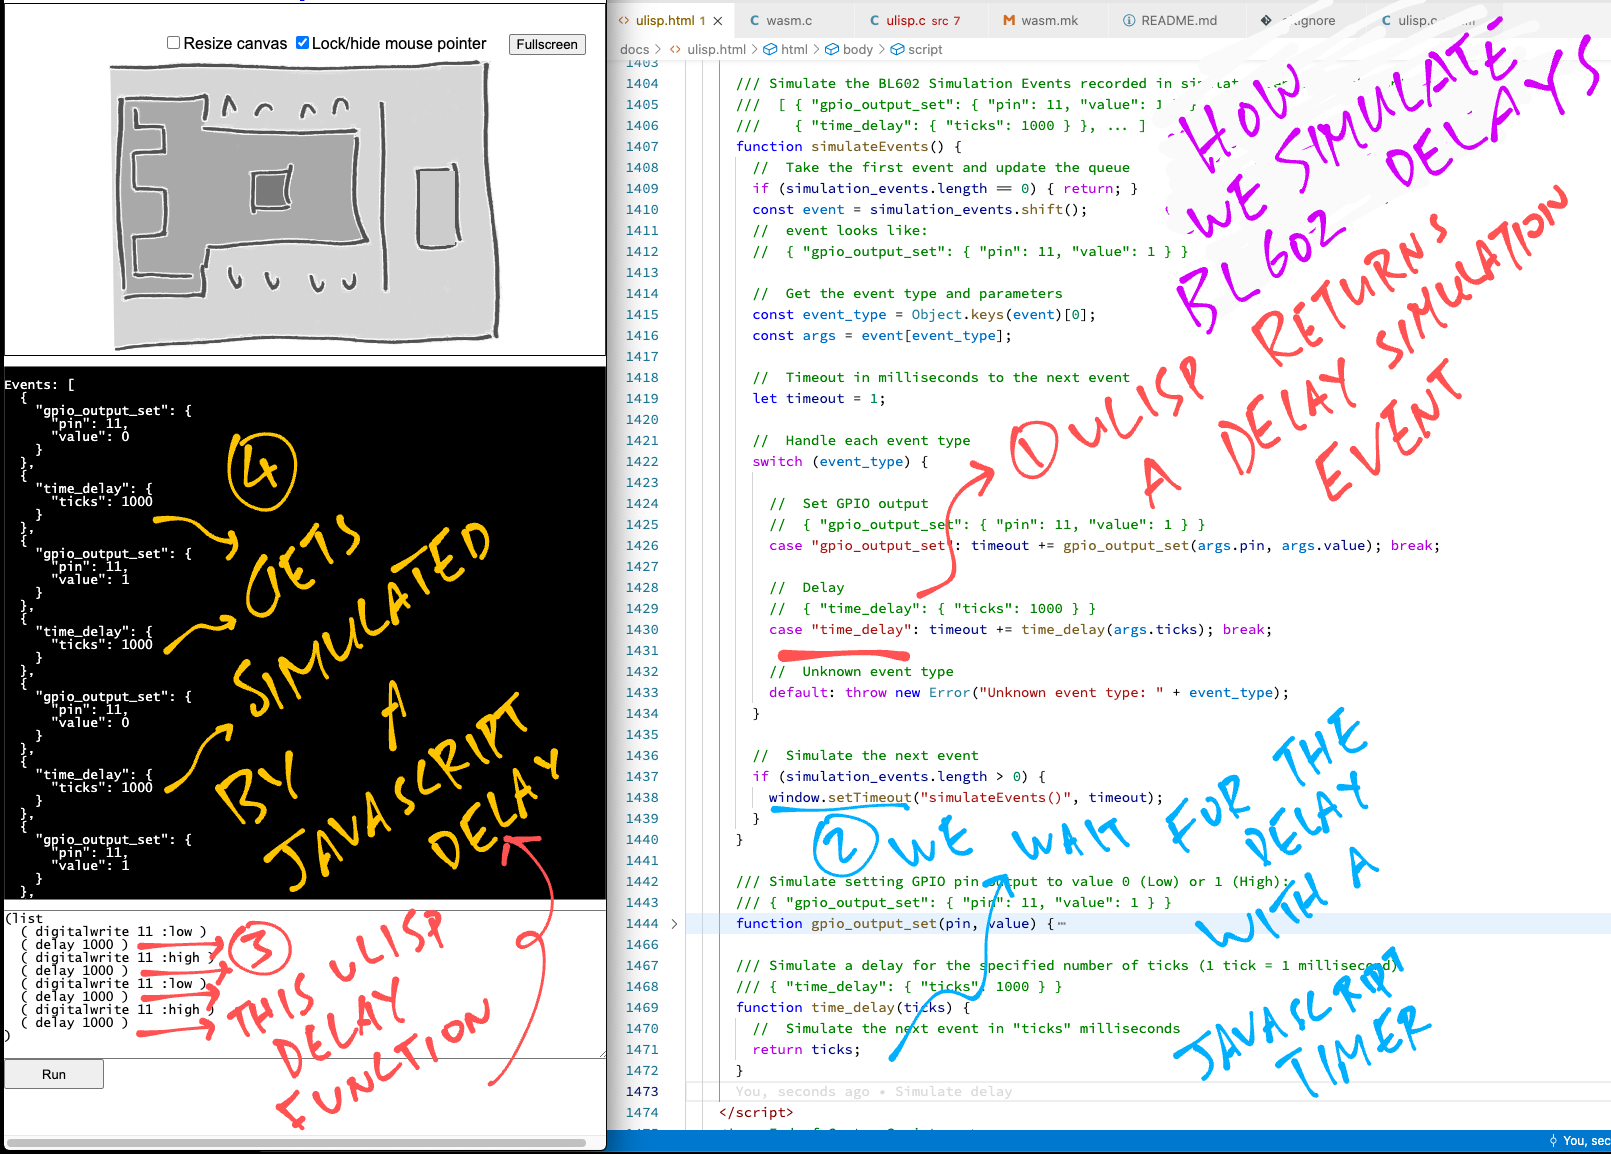 Resize canvas Lock/hide mouse pointer Fullscreen
Events: [
{
"gpio_output_set": {
"pin": 11,
"value": 0
}
},
{
"time_delay": {
"ticks": 1000
}
},
{
"gpio_output_set": {
"pin": 11,
"value": 1
}
},
{
"time_delay": {
"ticks": 1000
}
},
{
"gpio_output_set": {
"pin": 11,
"value": 0
}
},
{
"time_delay": {
"ticks": 1000
}
},
{
"gpio_output_set": {
"pin": 11,
"value": 1
}
},
4 GETS
SIMULATED
BY A
JAVASCRIPT
DELAY
(list
( digitalwrite 11 :low )
( delay 1000 )
( digitalwrite 11 :high )
( delay 1000 )
( digitalwrite 11 :low )
( delay 1000 )
( digitalwrite 11 :high )
( delay 1000 )
)
3 THIS ULISP
DELAY
FUNCTION
Run
ulisp.html 1 wasm.c ulisp.c src 7 wasm.mk README.md ulisp.c
docs > ulisp.html > html > body > script
1403
1404 /// Simulate the BL602 Simulation Events recorded in
1405 /// [ { "gpio_output_set": { "pin": 11, "value": 1 }
1406 /// { "time_delay": { "ticks": 1000 } }, ... ]
1407 function simulateEvents() {
1408 // Take the first event and update the queue
1409 if (simulation_events.length == 0) { return; }
1410 const event = simulation_events.shift();
1411 // event looks like:
1412 // { "gpio_output_set": { "pin": 11, "value": 1 } }
1413
1414 // Get the event type and parameters
1415 const event_type = Object.keys(event)[0];
1416 const args = event[event_type];
1417
1418 // Timeout in milliseconds to the next event
1419 let timeout = 1;
1420
1421 // Handle each event type
1422 switch (event_type) {
1423
1424 // Set GPIO output
1425 // { "gpio_output_set": { "pin": 11, "value": 1 } }
1426 case "gpio_output_set": timeout += gpio_output_set(args.pin, args.value); break;
1427
1428 // Delay
1429 // { "time_delay": { "ticks": 1000 } }
1430 case "time_delay": timeout += time_delay(args.ticks); break;
1431
1432 // Unknown event type
1433 default: throw new Error("Unknown event type: " + event_type);
1434 }
1435
1436 // Simulate the next event
1437 if (simulation_events.length > 0) {
1438 window.setTimeout("simulateEvents()", timeout);
1439 }
1440 }
1441
1442 /// Simulate setting GPIO pin output to value 0 (Low) or 1 (High):
1443 /// { "gpio_output_set": { "pin": 11, "value": 1 } }
1444 > function gpio_output_set(pin, value) {…
1466
1467 /// Simulate a delay for the specified number of ticks (1 tick = 1 millisecond)
1468 /// { "time_delay": { "ticks": 1000 } }
1469 function time_delay(ticks) {
1470 // Simulate the next event in "ticks" milliseconds
1471 return ticks;
1472 }
1473 You, seconds ago • Simulate delay
1474 </script>
HOW
WE SIMULATE
BL602 DELAYS
1 ULISP RETURNS
A DELAY SIMULATION
EVENT
2 WE WAIT FOR THE
DELAY
WITH A
JAVASCRIPT
TIMER
You, sec